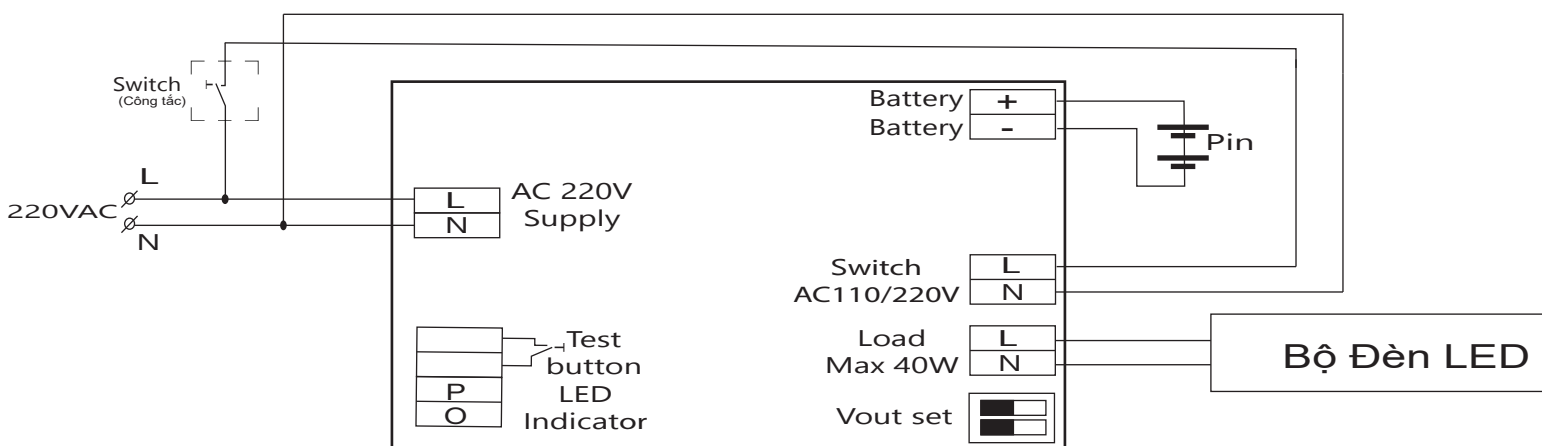 Switch
(Công tắc)
L
220VAC
N
L
N
AC 220V
Supply
Battery
Battery
+
-
Pin
Switch
AC110/220V
L
N
Load
Max 40W
L
N
Bộ Đèn LED
Test
button
LED
Indicator
P
O
Vout set